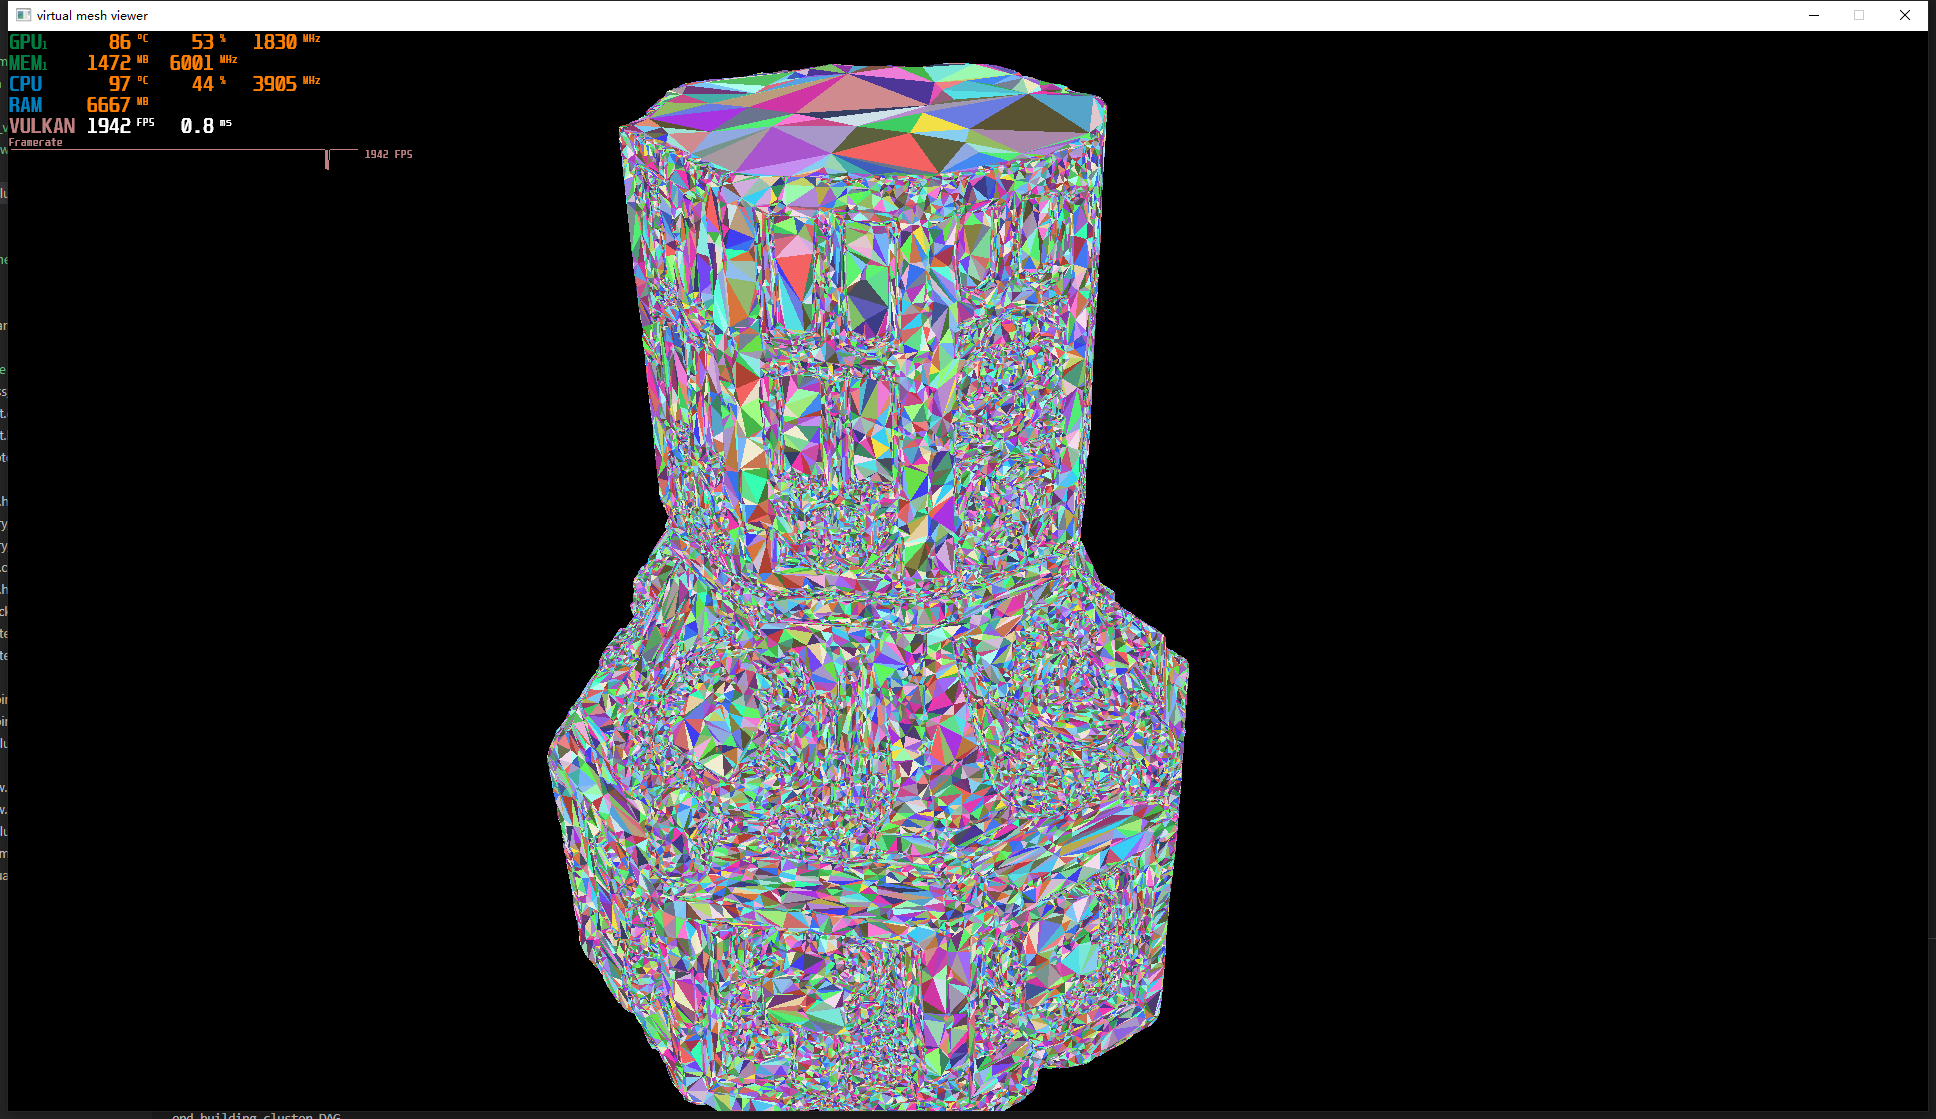 virtual mesh viewer
GPU1 86 °C 53 % 1830 MHz
MEM1 1472 MB 6001 MHz
CPU 97 °C 44 % 3905 MHz
RAM 6667 MB
VULKAN 1942 FPS 0.8 ms
Framerate
1942 FPS
end building cluster DAG